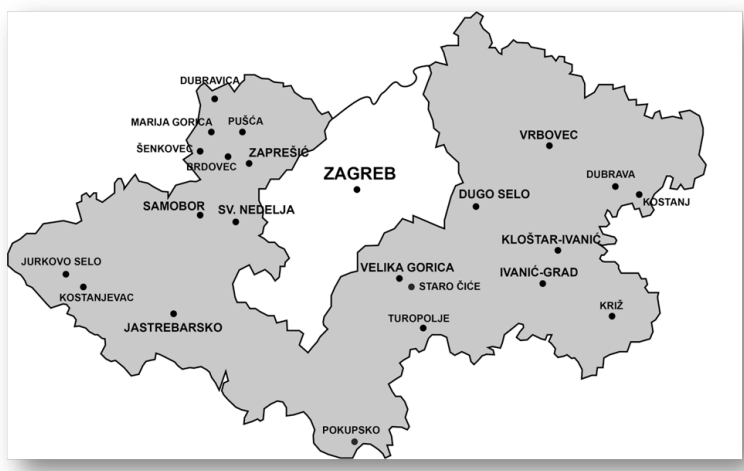 DUBRAVICA
MARIJA GORICA
PUŠĆA
ŠENKOVEC
BRDOVEC
ZAPREŠIĆ
VRBOVEC
ZAGREB
DUBRAVA
KOSTANJ
DUGO SELO
SAMOBOR
SV. NEDELJA
KLOŠTAR-IVANIĆ
JURKOVO SELO
KOSTANJEVAC
VELIKA GORICA
STARO ČIĆE
IVANIĆ-GRAD
KRIŽ
JASTREBARSKO
TUROPOLJE
POKUPSKO